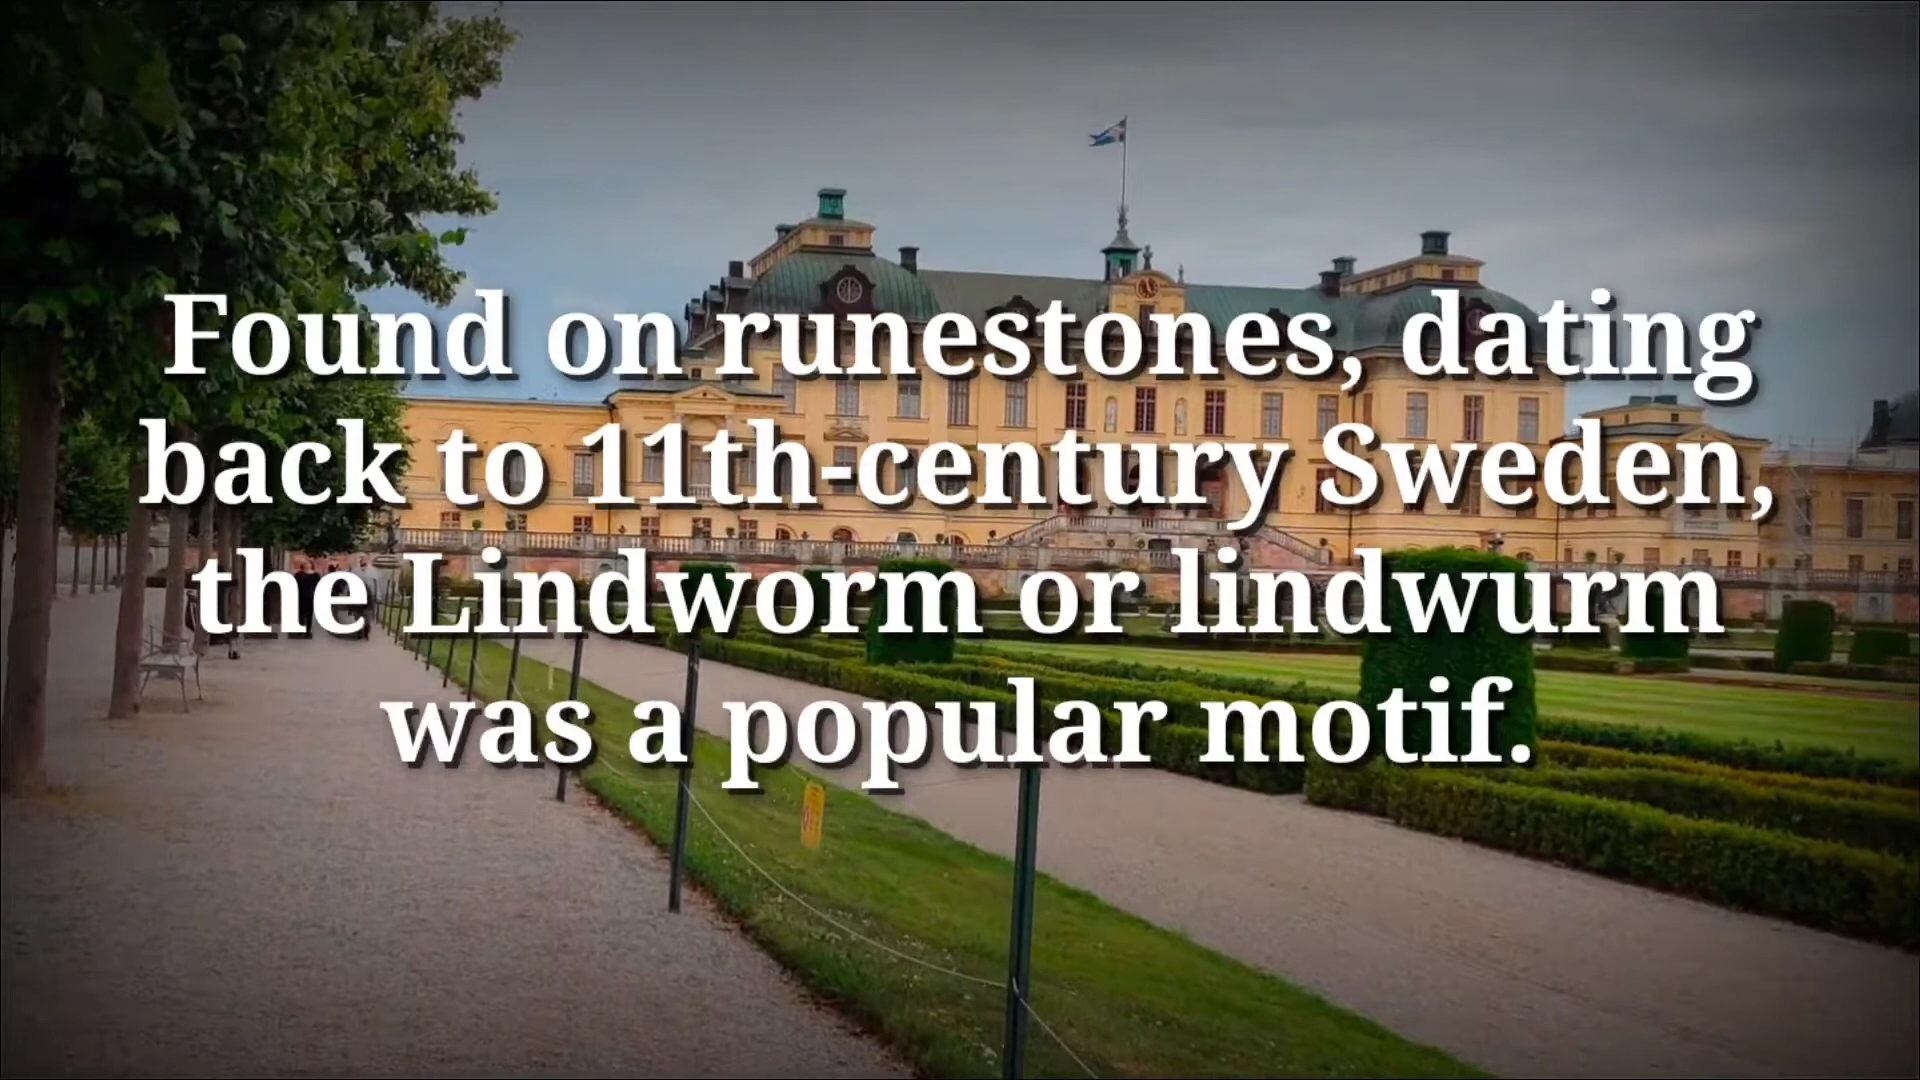 Found on runestones, dating
back to 11th-century Sweden,
the Lindworm or lindwurm
was a popular motif.